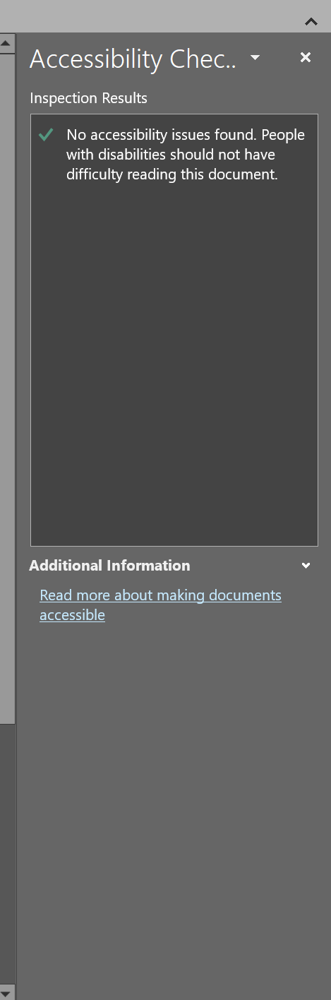 Accessibility Chec..
Inspection Results
No accessibility issues found. People
with disabilities should not have
difficulty reading this document.
Additional Information
Read more about making documents
accessible